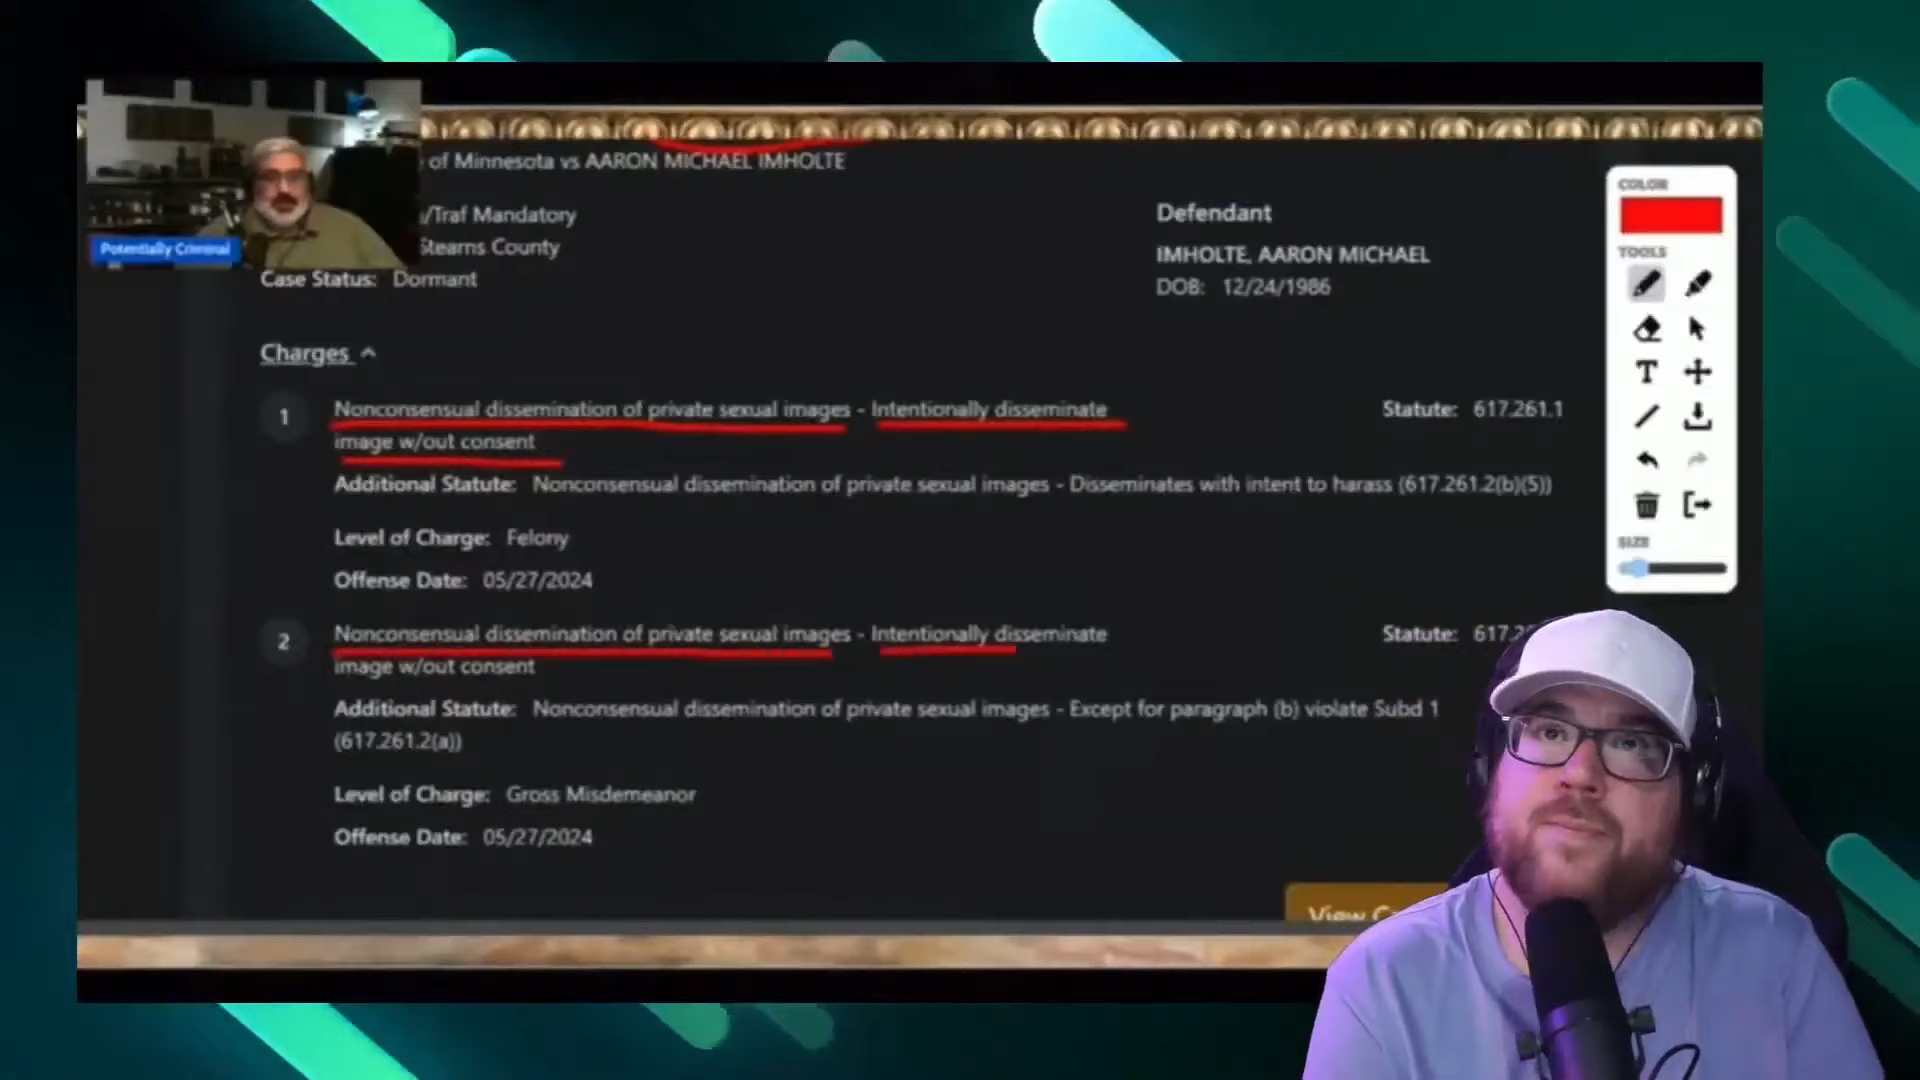 of Minnesota vs AARON MICHAEL IMHOLTE
/Traf Mandatory
Stearns County
Potentially Criminal
Case Status: Dormant
Defendant
IMHOLTE, AARON MICHAEL
DOB: 12/24/1986
Charges
1
Nonconsensual dissemination of private sexual images - Intentionally disseminate
image w/out consent
Statute: 617.261.1
Additional Statute: Nonconsensual dissemination of private sexual images - Disseminates with intent to harass (617.261.2(b)(5))
Level of Charge: Felony
Offense Date: 05/27/2024
2
Nonconsensual dissemination of private sexual images - Intentionally disseminate
image w/out consent
Statute: 617.2
Additional Statute: Nonconsensual dissemination of private sexual images - Except for paragraph (b) violate Subd 1
(617.261.2(a))
Level of Charge: Gross Misdemeanor
Offense Date: 05/27/2024
View
COLOR
TOOLS
T
SIZE